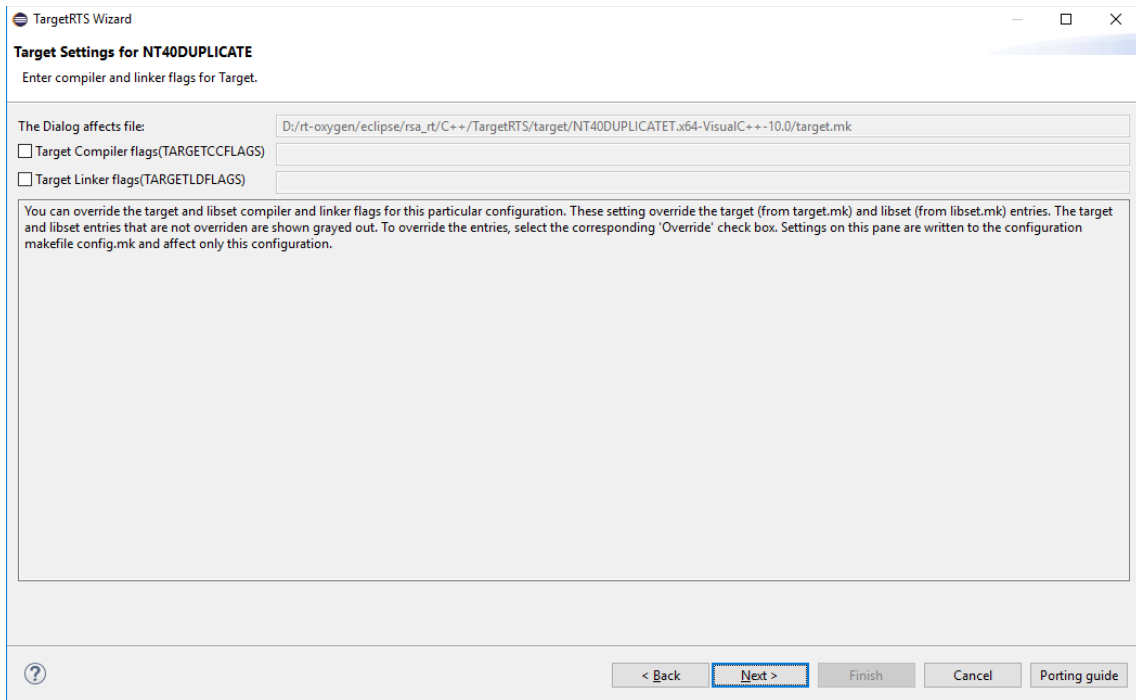 TargetRTS Wizard
Target Settings for NT40DUPLICATE
Enter compiler and linker flags for Target.
The Dialog affects file: D:/rt-oxygen/eclipse/rsa_rt/C++/TargetRTS/target/NT40DUPLICATET.x64-VisualC++-10.0/target.mk
Target Compiler flags(TARGETCCFLAGS)
Target Linker flags(TARGETLDFLAGS)
You can override the target and libset compiler and linker flags for this particular configuration. These setting override the target (from target.mk) and libset (from libset.mk) entries. The target
and libset entries that are not overriden are shown grayed out. To override the entries, select the corresponding 'Override' check box. Settings on this pane are written to the configuration
makefile config.mk and affect only this configuration.
? < Back Next > Finish Cancel Porting guide